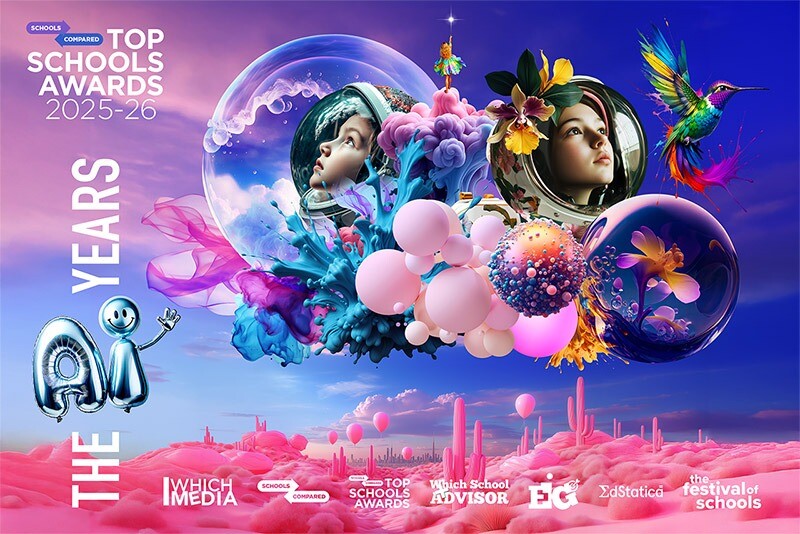 SCHOOLS
COMPARED
TOP
SCHOOLS
AWARDS
2025-26
THE Ai YEARS
WHICH
MEDIA
SCHOOLS
COMPARED
SCHOOLS
COMPARED
TOP
SCHOOLS
AWARDS
Which School
ADVISOR
EiG
ΣdStatica
the
festival of
schools